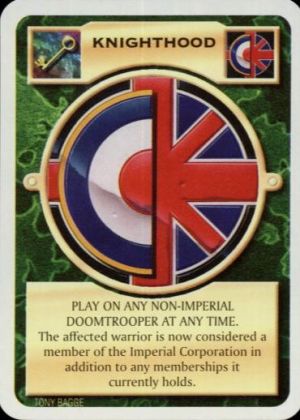 KNIGHTHOOD
PLAY ON ANY NON-IMPERIAL
DOOMTROOPER AT ANY TIME.
The affected warrior is now considered a
member of the Imperial Corporation in
addition to any memberships it
currently holds.
TONY BAGGE